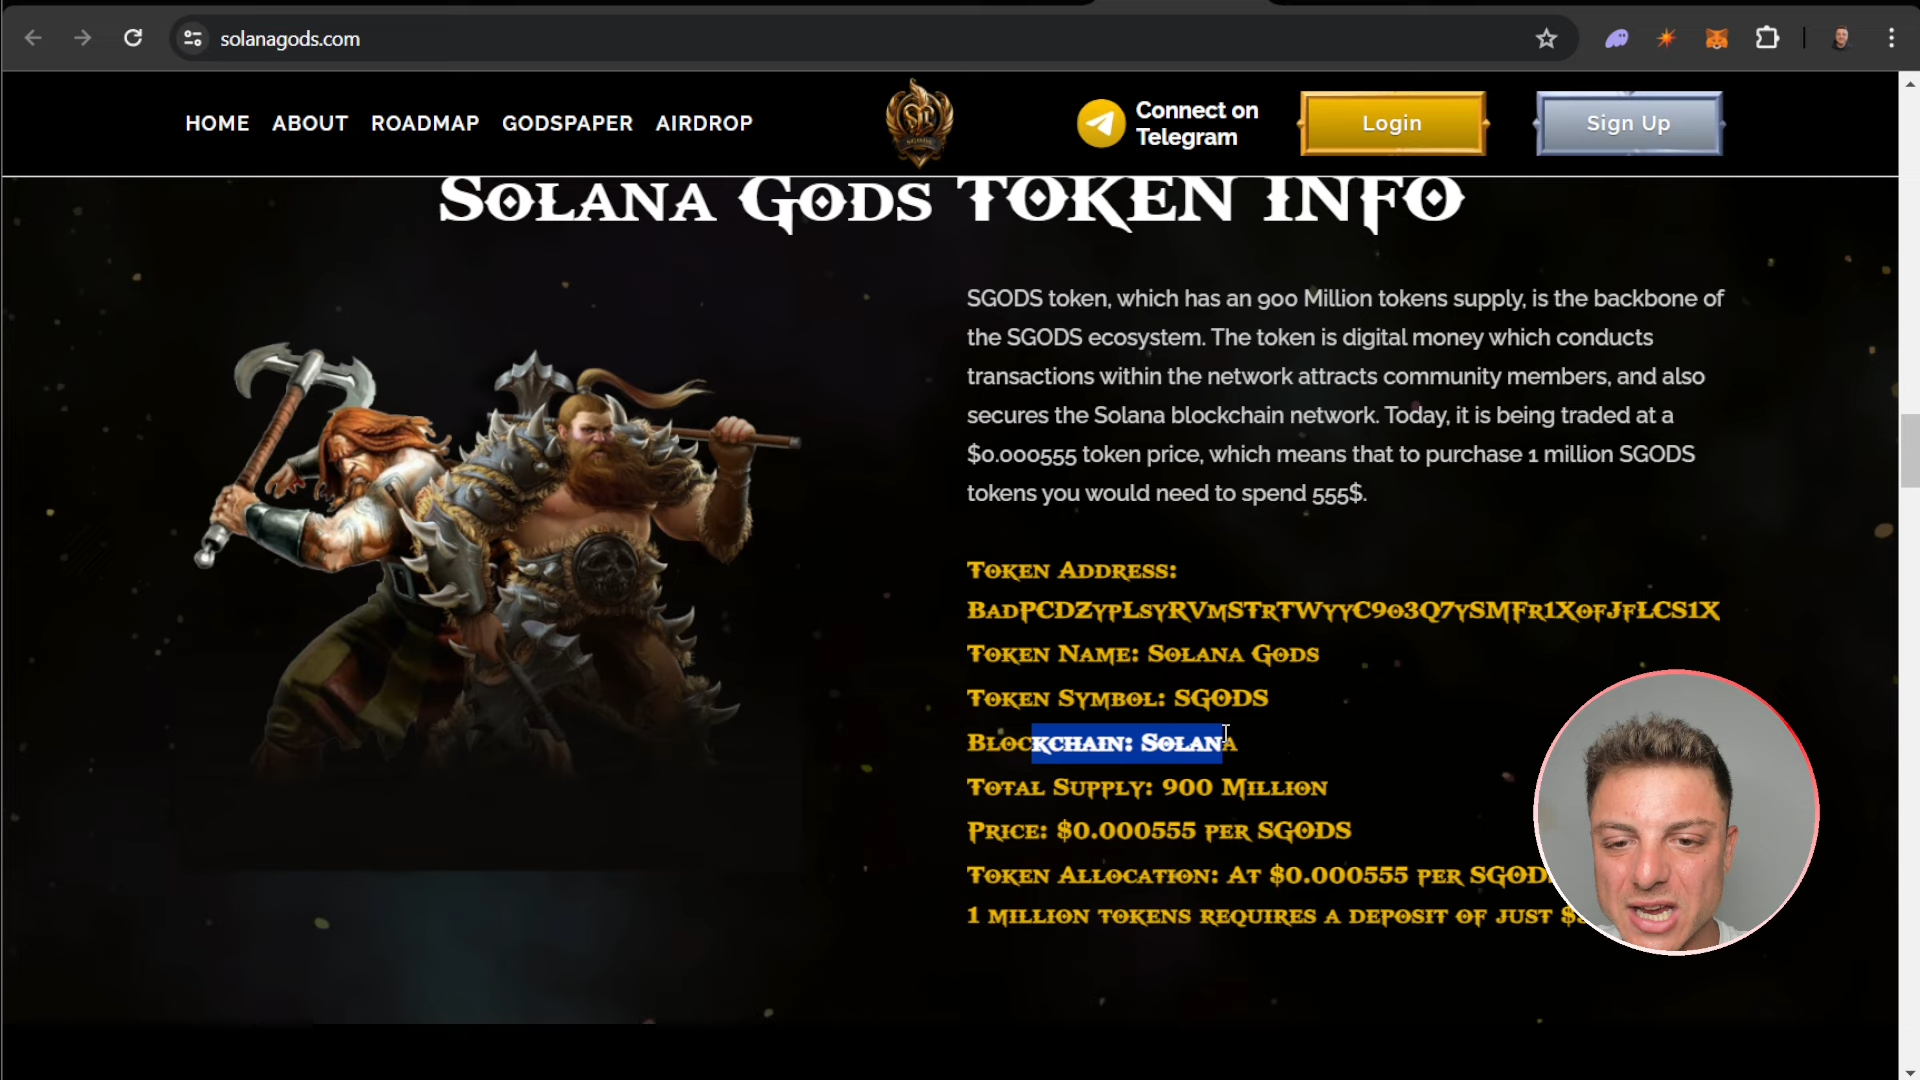 solanagods.com
HOME ABOUT ROADMAP GODSPAPER AIRDROP
Connect on
Telegram
Login
Sign Up
SOLANA GODS TOKEN INFO
SGODS token, which has an 900 Million tokens supply, is the backbone of
the SGODS ecosystem. The token is digital money which conducts
transactions within the network attracts community members, and also
secures the Solana blockchain network. Today, it is being traded at a
$0.000555 token price, which means that to purchase 1 million SGODS
tokens you would need to spend 555$.
TOKEN ADDRESS:
BADPCDZYPLSYRVMSTRTWYYC9O3Q7YSMFR1XOFJFLCS1X
TOKEN NAME: SOLANA GODS
TOKEN SYMBOL: SGODS
BLOCKCHAIN: SOLANA
TOTAL SUPPLY: 900 MILLION
PRICE: $0.000555 PER SGODS
TOKEN ALLOCATION: AT $0.000555 PER SGOD
1 MILLION TOKENS REQUIRES A DEPOSIT OF JUST $